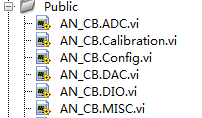 Public
AN_CB.ADC.vi
AN_CB.Calibration.vi
AN_CB.Config.vi
AN_CB.DAC.vi
AN_CB.DIO.vi
AN_CB.MISC.vi